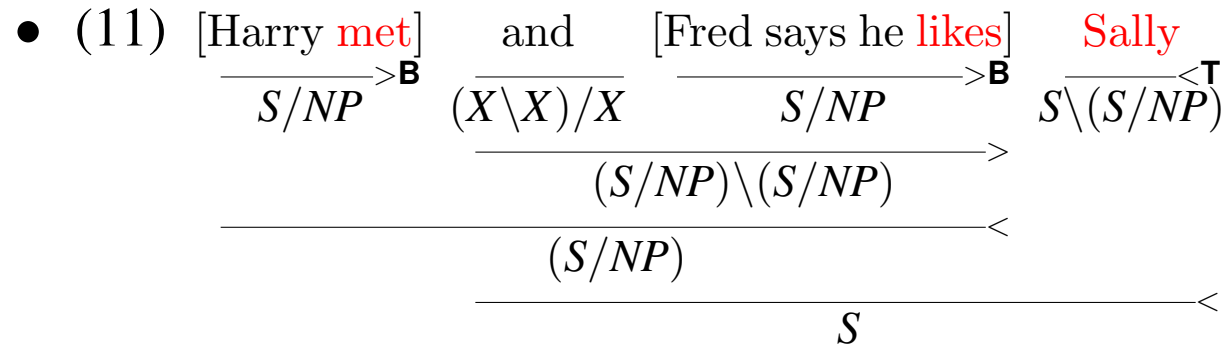 • (11) [Harry met] and [Fred says he likes] Sally
>B >B <T
S/NP (X\X)/X S/NP S\(S/NP)
>
(S/NP)\(S/NP)
<
(S/NP)
<
S